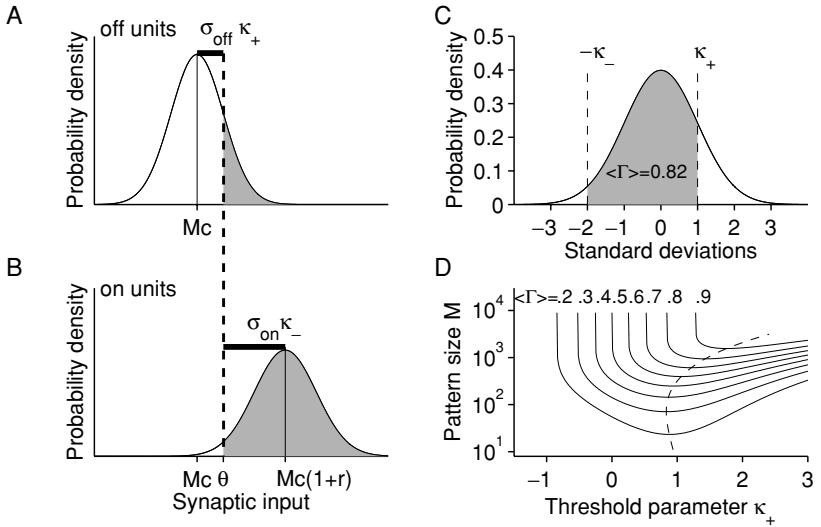 A
off units
σoff κ+
Probability density
Mc
B
on units
σonκ−
Probability density
Mc θ Mc(1+r)
Synaptic input
C
0.5
0.4
0.3
0.2
0.1
0
Probability density
−κ−
κ+
<Γ>=0.82
−3 −2 −1 0 1 2 3
Standard deviations
D
<Γ>=.2 .3 .4 .5 .6 .7 .8 .9
10^4
10^3
10^2
10^1
Pattern size M
−1 0 1 2 3
Threshold parameter κ+